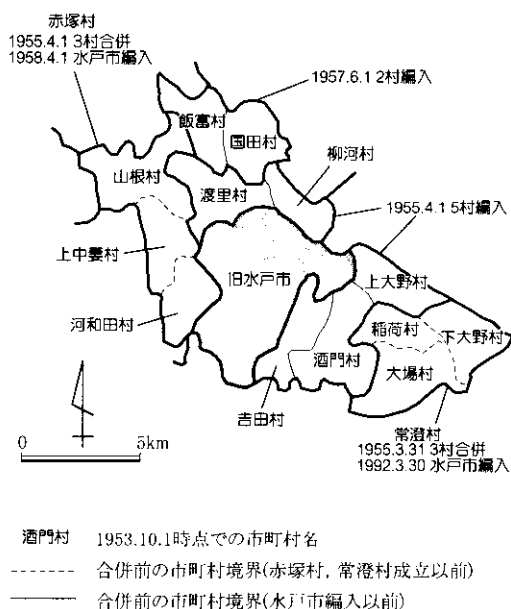 赤塚村
1955.4.1 3村合併
1958.4.1 水戸市編入
1957.6.1 2村編入
飯富村
国田村
柳河村
山根村
渡里村
1955.4.1 5村編入
上中妻村
旧水戸市
上大野村
稲荷村
下大野村
河和田村
酒門村
大場村
吉田村
常澄村
1955.3.31 3村合併
1992.3.30 水戸市編入
0 5km
酒門村 1953.10.1時点での市町村名
合併前の市町村境界(赤塚村, 常澄村成立以前)
合併前の市町村境界(水戸市編入以前)